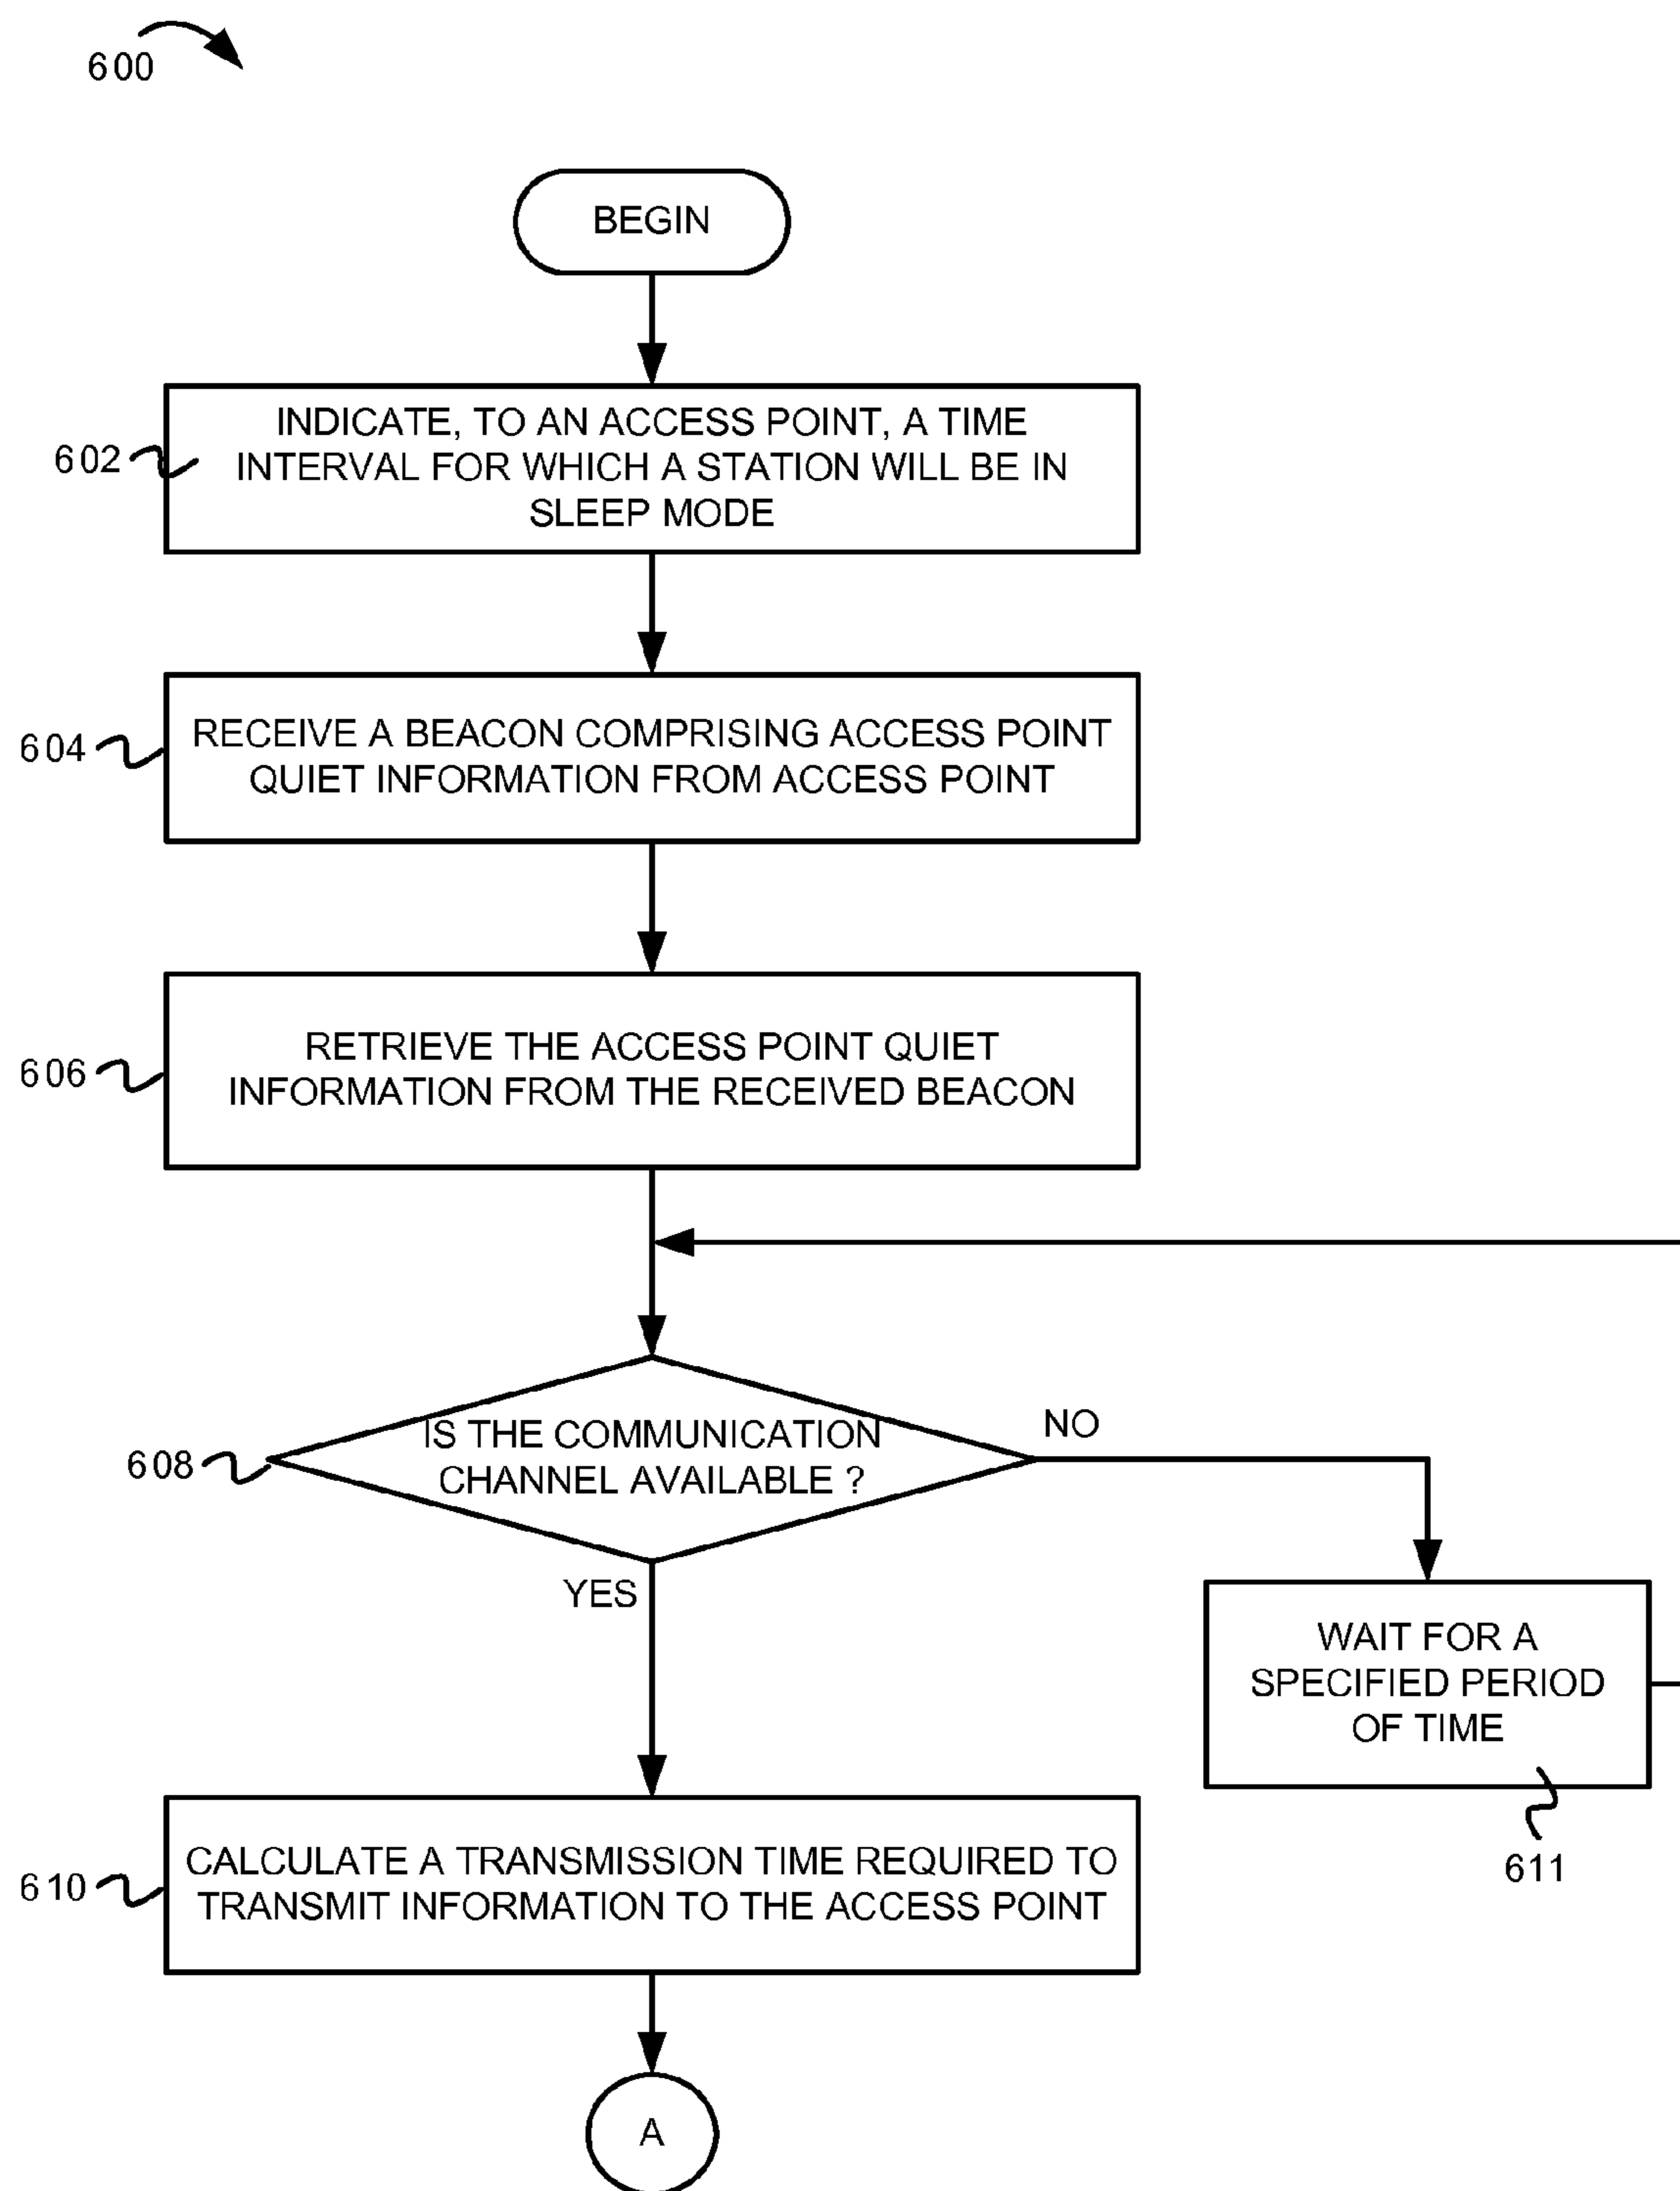 600
BEGIN
INDICATE, TO AN ACCESS POINT, A TIME
INTERVAL FOR WHICH A STATION WILL BE IN
SLEEP MODE
602
RECEIVE A BEACON COMPRISING ACCESS POINT
QUIET INFORMATION FROM ACCESS POINT
604
RETRIEVE THE ACCESS POINT QUIET
INFORMATION FROM THE RECEIVED BEACON
606
IS THE COMMUNICATION
CHANNEL AVAILABLE ?
608
NO
YES
WAIT FOR A
SPECIFIED PERIOD
OF TIME
611
CALCULATE A TRANSMISSION TIME REQUIRED TO
TRANSMIT INFORMATION TO THE ACCESS POINT
610
A